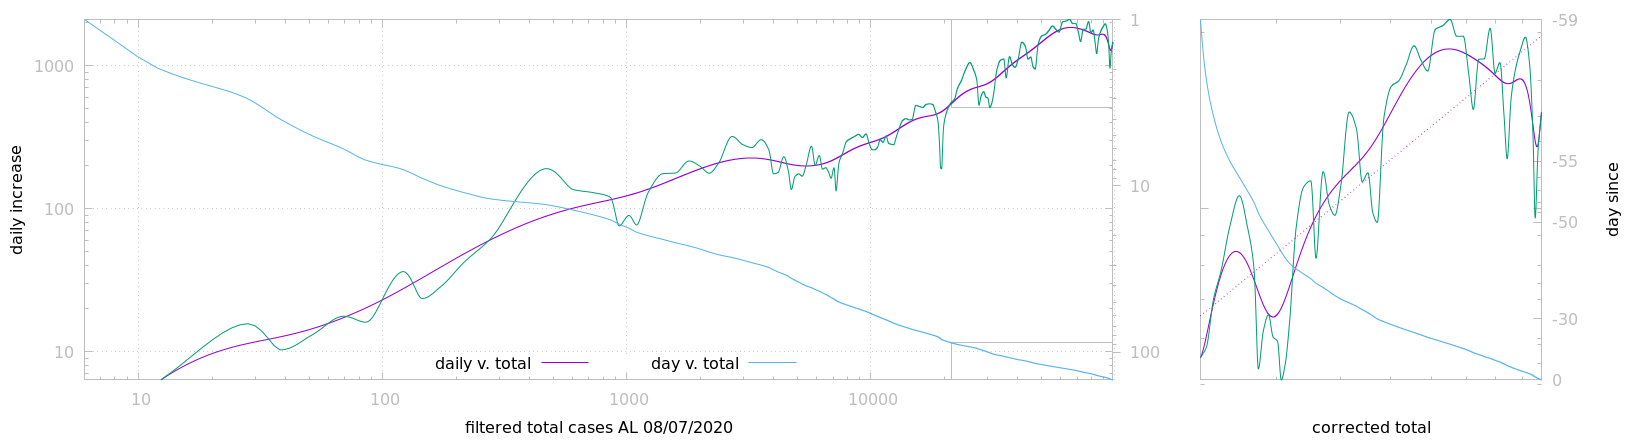 daily increase
1000
100
10
10
100
1000
10000
filtered total cases AL 08/07/2020
daily v. total
day v. total
1
10
100
corrected total
-59
-55
-50
-30
0
day since